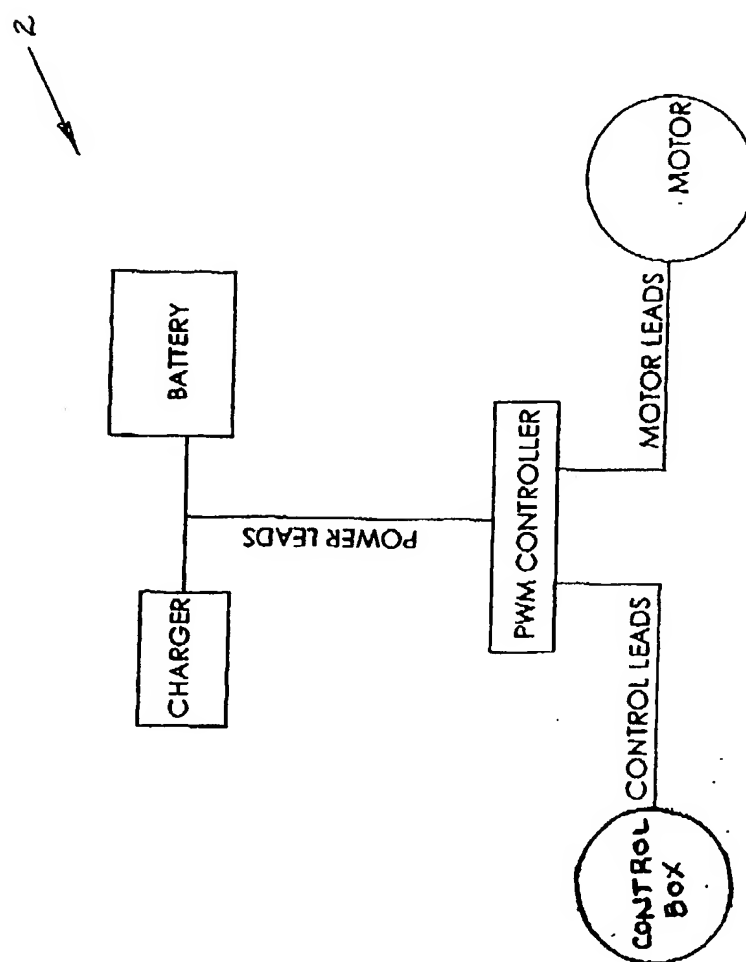 2
BATTERY
CHARGER
POWER LEADS
PWM CONTROLLER
MOTOR LEADS
MOTOR
CONTROL LEADS
CONTROL
BOX